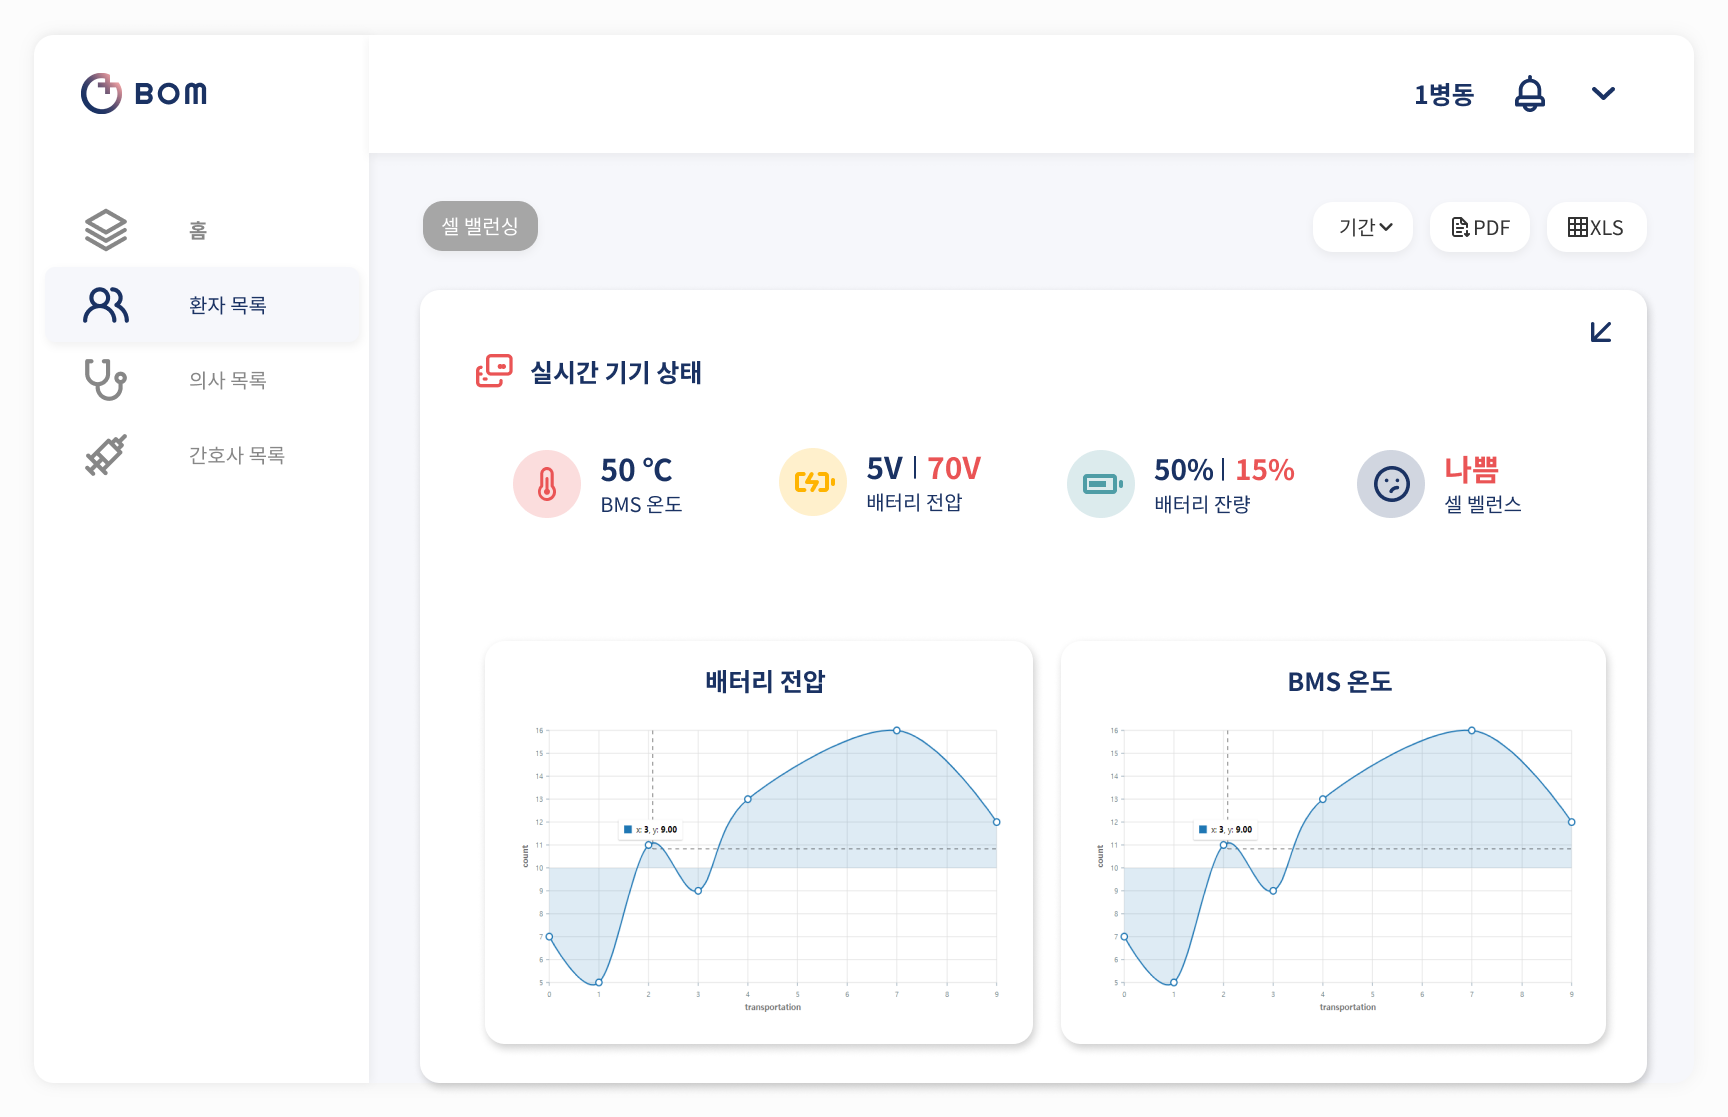 BOM
1병동
홈
환자 목록
의사 목록
간호사 목록
셀 밸런싱
기간
PDF
XLS
실시간 기기 상태
50 ℃
BMS 온도
5V | 70V
배터리 전압
50% | 15%
배터리 잔량
나쁨
셀 벨런스
배터리 전압
16
15
14
13
12
11
10
9
8
7
6
5
count
x: 3, y: 9.00
0 1 2 3 4 5 6 7 8 9
transportation
BMS 온도
16
15
14
13
12
11
10
9
8
7
6
5
count
x: 3, y: 9.00
0 1 2 3 4 5 6 7 8 9
transportation